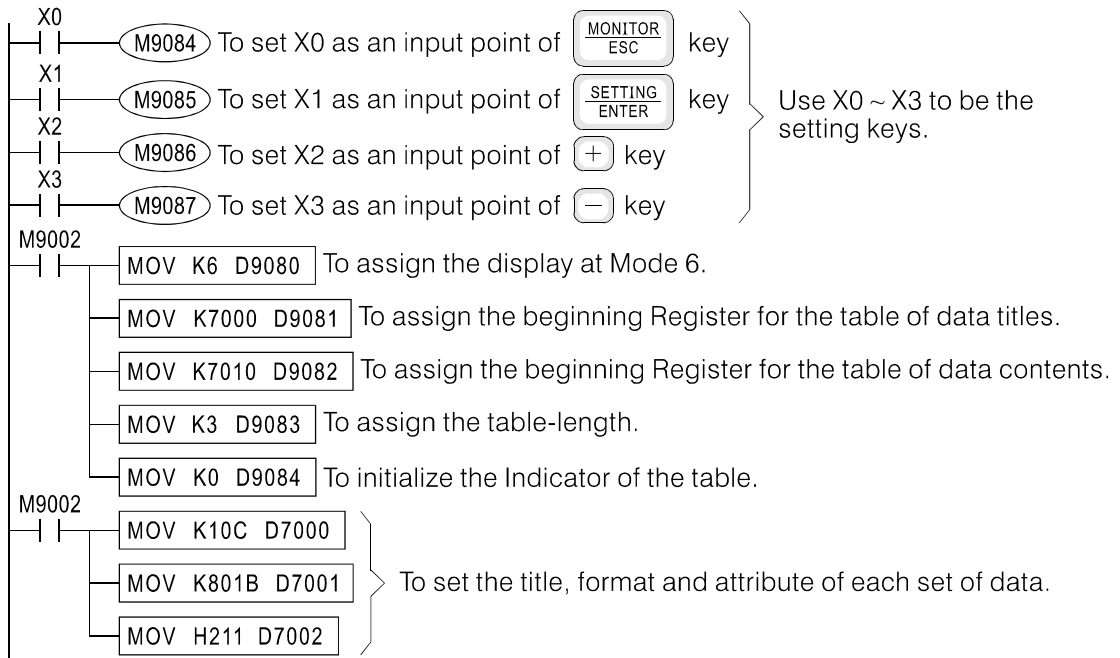 X0
M9084 To set X0 as an input point of MONITOR ESC key
X1
M9085 To set X1 as an input point of SETTING ENTER key
Use X0 ~ X3 to be the
setting keys.
X2
M9086 To set X2 as an input point of + key
X3
M9087 To set X3 as an input point of − key
M9002
MOV K6 D9080 To assign the display at Mode 6.
MOV K7000 D9081 To assign the beginning Register for the table of data titles.
MOV K7010 D9082 To assign the beginning Register for the table of data contents.
MOV K3 D9083 To assign the table-length.
MOV K0 D9084 To initialize the Indicator of the table.
M9002
MOV K10C D7000
MOV K801B D7001 To set the title, format and attribute of each set of data.
MOV H211 D7002